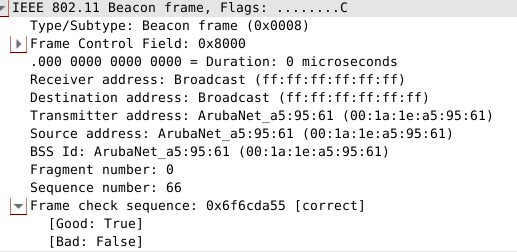 IEEE 802.11 Beacon frame, Flags: ........C
Type/Subtype: Beacon frame (0x0008)
Frame Control Field: 0x8000
.000 0000 0000 0000 = Duration: 0 microseconds
Receiver address: Broadcast (ff:ff:ff:ff:ff:ff)
Destination address: Broadcast (ff:ff:ff:ff:ff:ff)
Transmitter address: ArubaNet_a5:95:61 (00:1a:1e:a5:95:61)
Source address: ArubaNet_a5:95:61 (00:1a:1e:a5:95:61)
BSS Id: ArubaNet_a5:95:61 (00:1a:1e:a5:95:61)
Fragment number: 0
Sequence number: 66
Frame check sequence: 0x6f6cda55 [correct]
[Good: True]
[Bad: False]